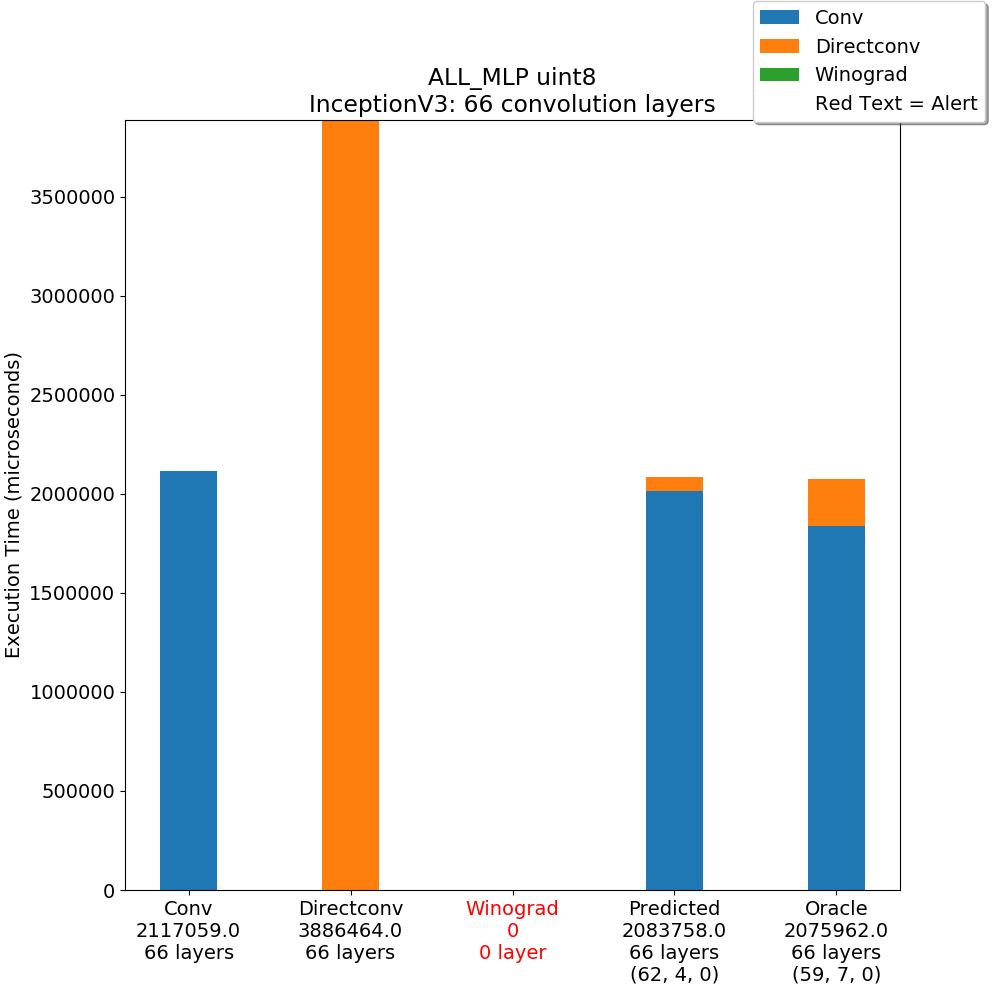 Conv
Directconv
Winograd
Red Text = Alert
ALL_MLP uint8
InceptionV3: 66 convolution layers
Execution Time (microseconds)
3500000
3000000
2500000
2000000
1500000
1000000
500000
0
Conv
2117059.0
66 layers
Directconv
3886464.0
66 layers
Winograd
0
0 layer
Predicted
2083758.0
66 layers
(62, 4, 0)
Oracle
2075962.0
66 layers
(59, 7, 0)